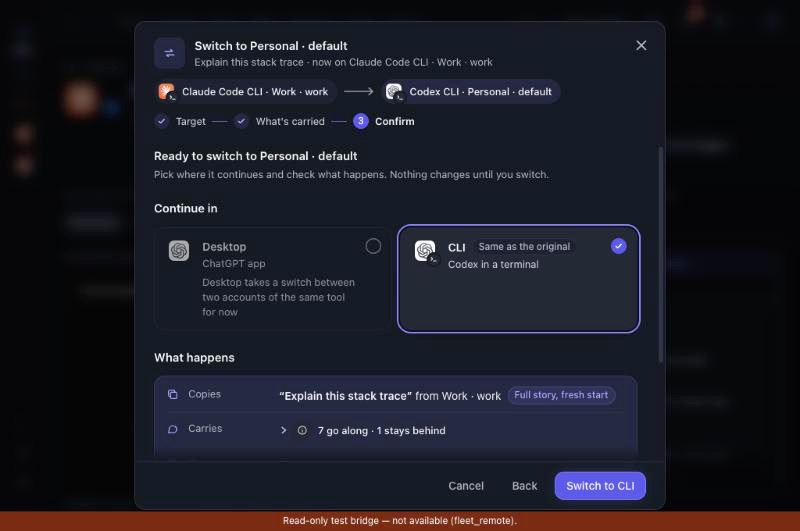 Switch to Personal · default
Explain this stack trace · now on Claude Code CLI · Work · work
Claude Code CLI · Work · work
Codex CLI · Personal · default
Target
What's carried
3 Confirm
Ready to switch to Personal · default
Pick where it continues and check what happens. Nothing changes until you switch.
Continue in
Desktop
ChatGPT app
Desktop takes a switch between
two accounts of the same tool
for now
CLI Same as the original
Codex in a terminal
What happens
Copies “Explain this stack trace” from Work · work Full story, fresh start
Carries 7 go along · 1 stays behind
Cancel Back Switch to CLI
Read-only test bridge — not available (fleet_remote).